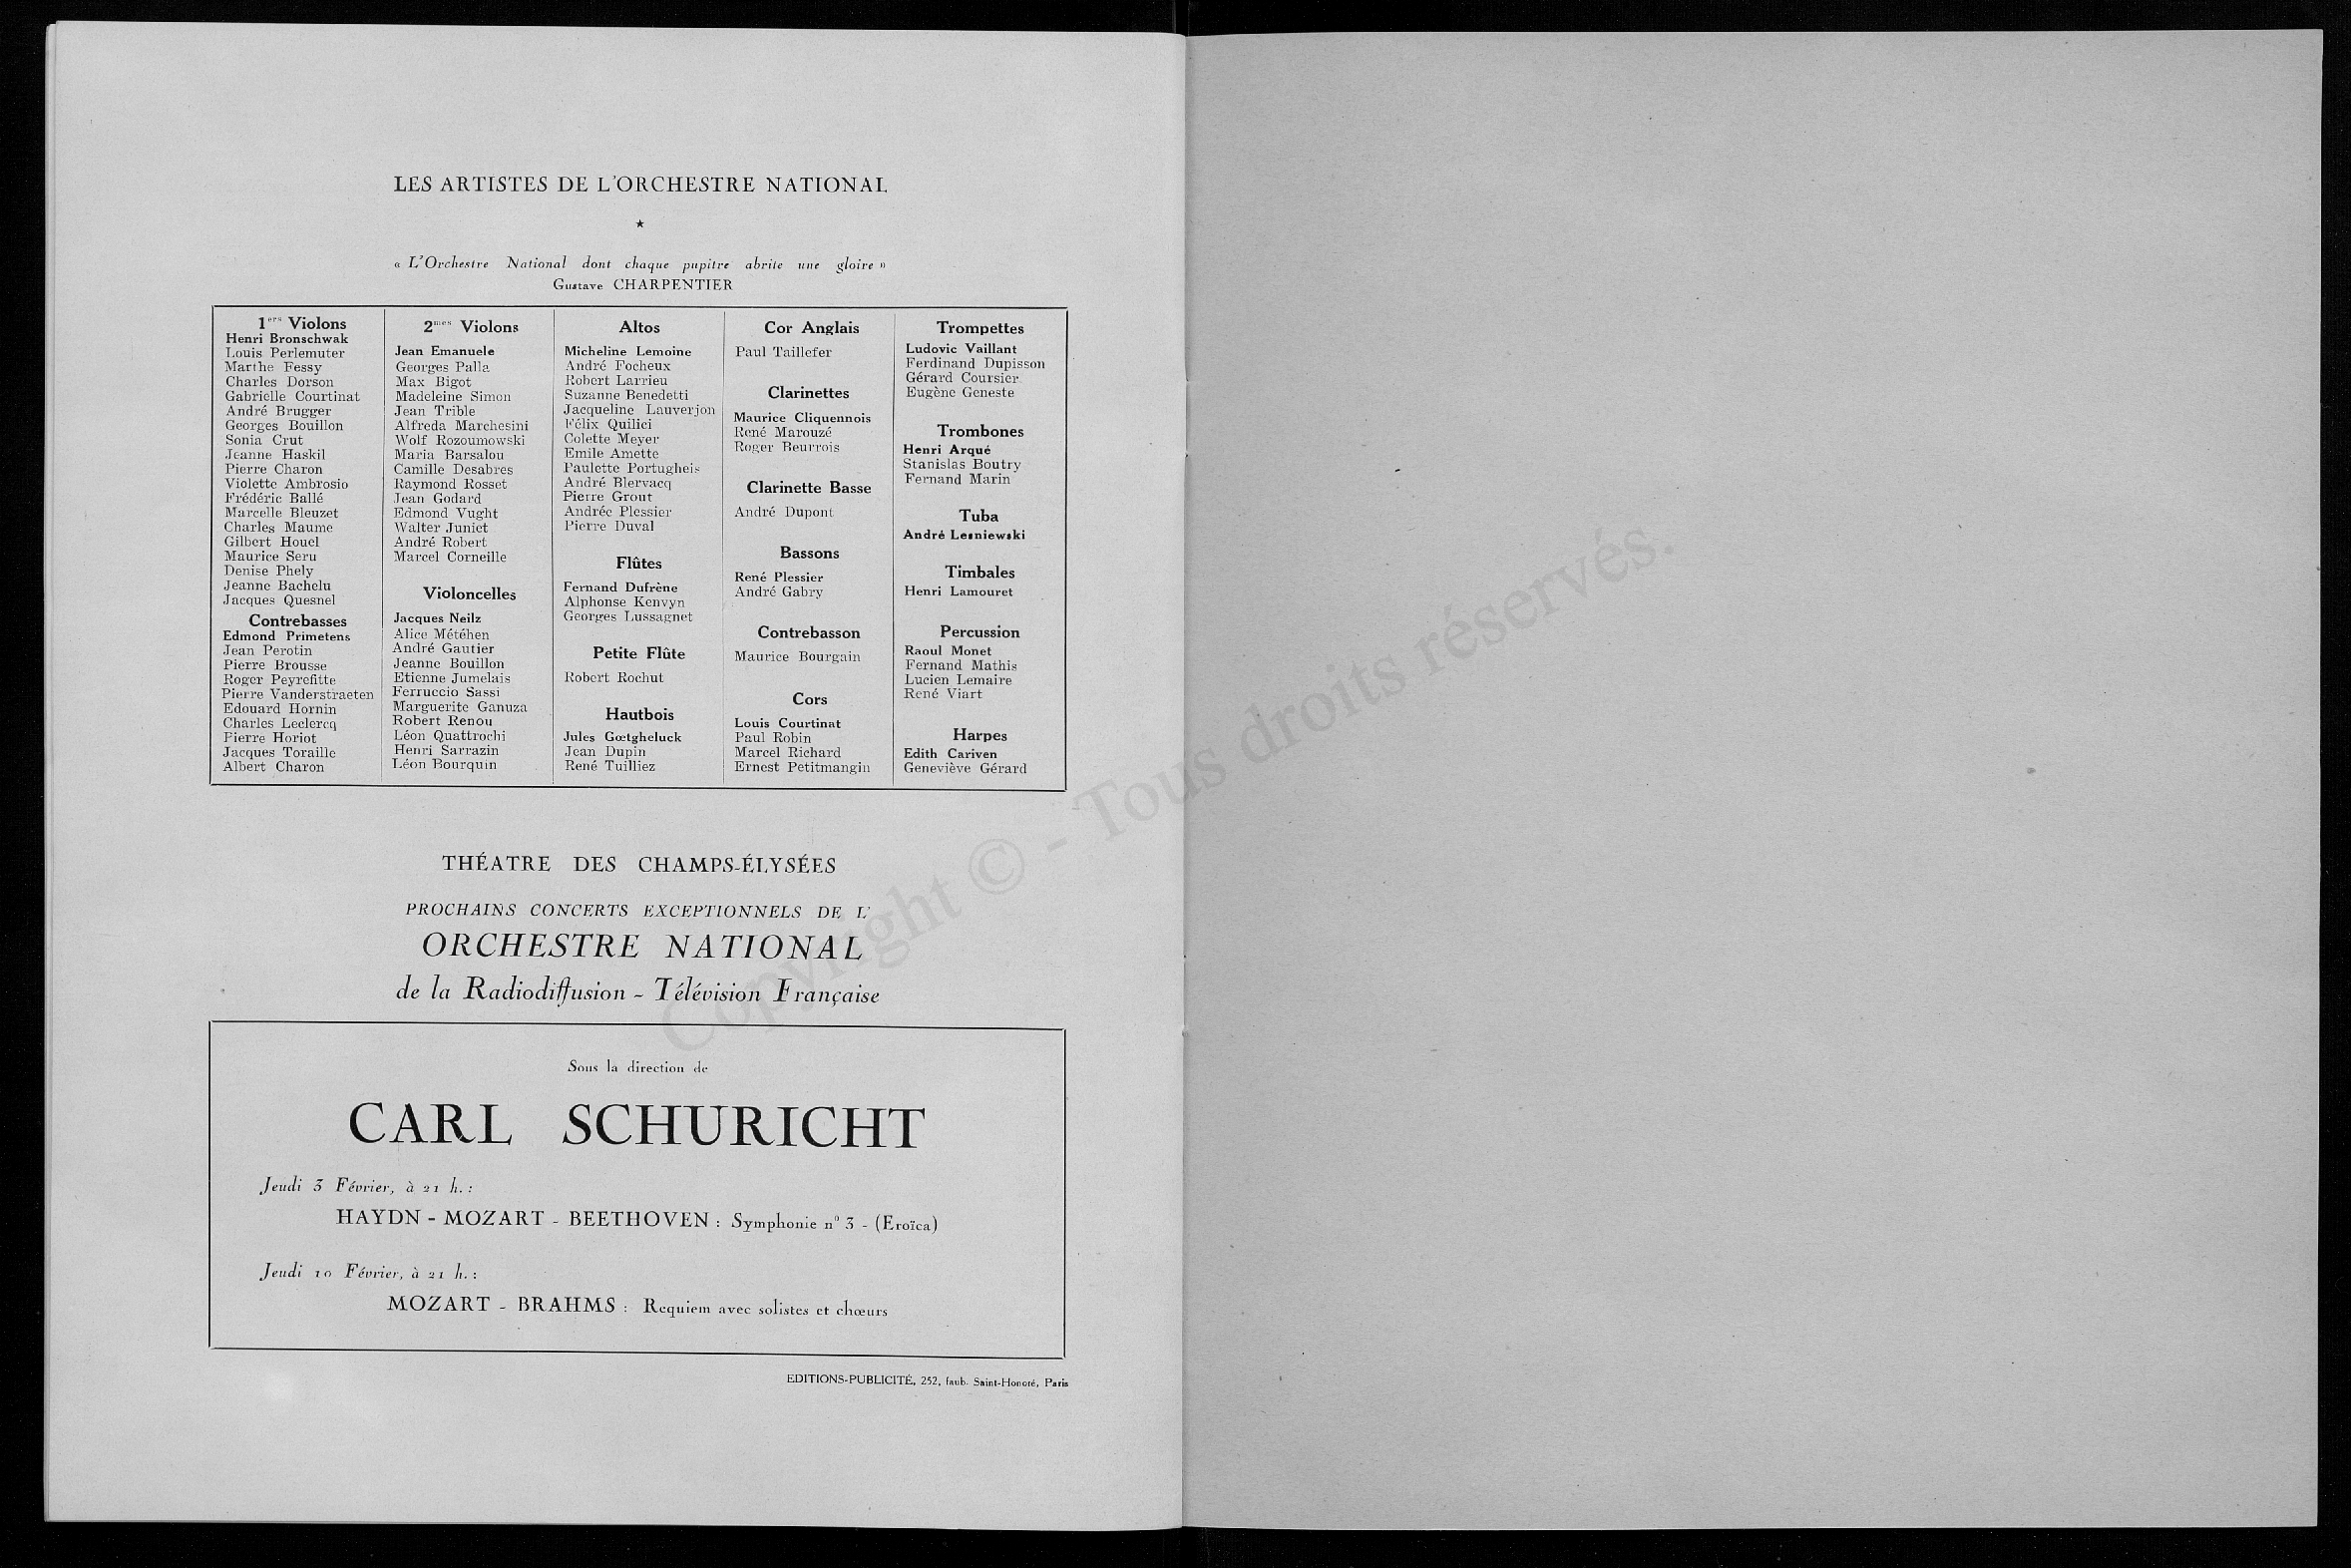 LES ARTISTES DE L'ORCHESTRE NATIONAL
★
« L'Orchestre National dont chaque pupitre abrite une gloire »
Gustave CHARPENTIER
1ers Violons
Henri Bronschwak
Louis Perlemuter
Marthe Fessy
Charles Dorson
Gabrielle Courtinat
André Brugger
Georges Bouillon
Sonia Crut
Jeanne Haskil
Pierre Charon
Violette Ambrosio
Frédéric Ballé
Marcelle Bleuzet
Charles Maume
Gilbert Houel
Maurice Seru
Denise Phely
Jeanne Bachelu
Jacques Quesnel
Contrebasses
Edmond Primetens
Jean Perotin
Pierre Brousse
Roger Peyrefitte
Pierre Vanderstraeten
Edouard Hornin
Charles Leclercq
Pierre Horiot
Jacques Toraille
Albert Charon
2mes Violons
Jean Emanuele
Georges Palla
Max Bigot
Madeleine Simon
Jean Trible
Alfreda Marchesini
Wolf Rozoumowski
Maria Barsalou
Camille Desabres
Raymond Rosset
Jean Godard
Edmond Vught
Walter Juniet
André Robert
Marcel Corneille
Violoncelles
Jacques Neilz
Alice Météhen
André Gautier
Jeanne Bouillon
Etienne Jumelais
Ferruccio Sassi
Marguerite Ganuza
Robert Renou
Léon Quattrochi
Henri Sarrazin
Léon Bourquin
Altos
Micheline Lemoine
André Focheux
Robert Larrieu
Suzanne Benedetti
Jacqueline Lauverjon
Félix Quilici
Colette Meyer
Emile Amette
Paulette Portugheis
André Blervacq
Pierre Grout
Andrée Plessier
Pierre Duval
Flûtes
Fernand Dufrène
Alphonse Kenvyn
Georges Lussagnet
Petite Flûte
Robert Rochut
Hautbois
Jules Gœtgheluck
Jean Dupin
René Tuilliez
Cor Anglais
Paul Taillefer
Clarinettes
Maurice Cliquennois
René Marouzé
Roger Beurrois
Clarinette Basse
André Dupont
Bassons
René Plessier
André Gabry
Contrebasson
Maurice Bourgain
Cors
Louis Courtinat
Paul Robin
Marcel Richard
Ernest Petitmangin
Trompettes
Ludovic Vaillant
Ferdinand Dupisson
Gérard Coursier
Eugène Geneste
Trombones
Henri Arqué
Stanislas Boutry
Fernand Marin
Tuba
André Lesniewski
Timbales
Henri Lamouret
Percussion
Raoul Monet
Fernand Mathis
Lucien Lemaire
René Viart
Harpes
Edith Cariven
Geneviève Gérard
THÉATRE DES CHAMPS-ÉLYSÉES
PROCHAINS CONCERTS EXCEPTIONNELS DE L'
ORCHESTRE NATIONAL
de la Radiodiffusion - Télévision Française
Sous la direction de
CARL SCHURICHT
Jeudi 3 Février, à 21 h. :
HAYDN - MOZART - BEETHOVEN : Symphonie n° 3 - (Eroïca)
Jeudi 10 Février, à 21 h. :
MOZART - BRAHMS : Requiem avec solistes et chœurs
EDITIONS-PUBLICITÉ, 252, faub. Saint-Honoré, Paris
Copyright © - Tous droits réservés.